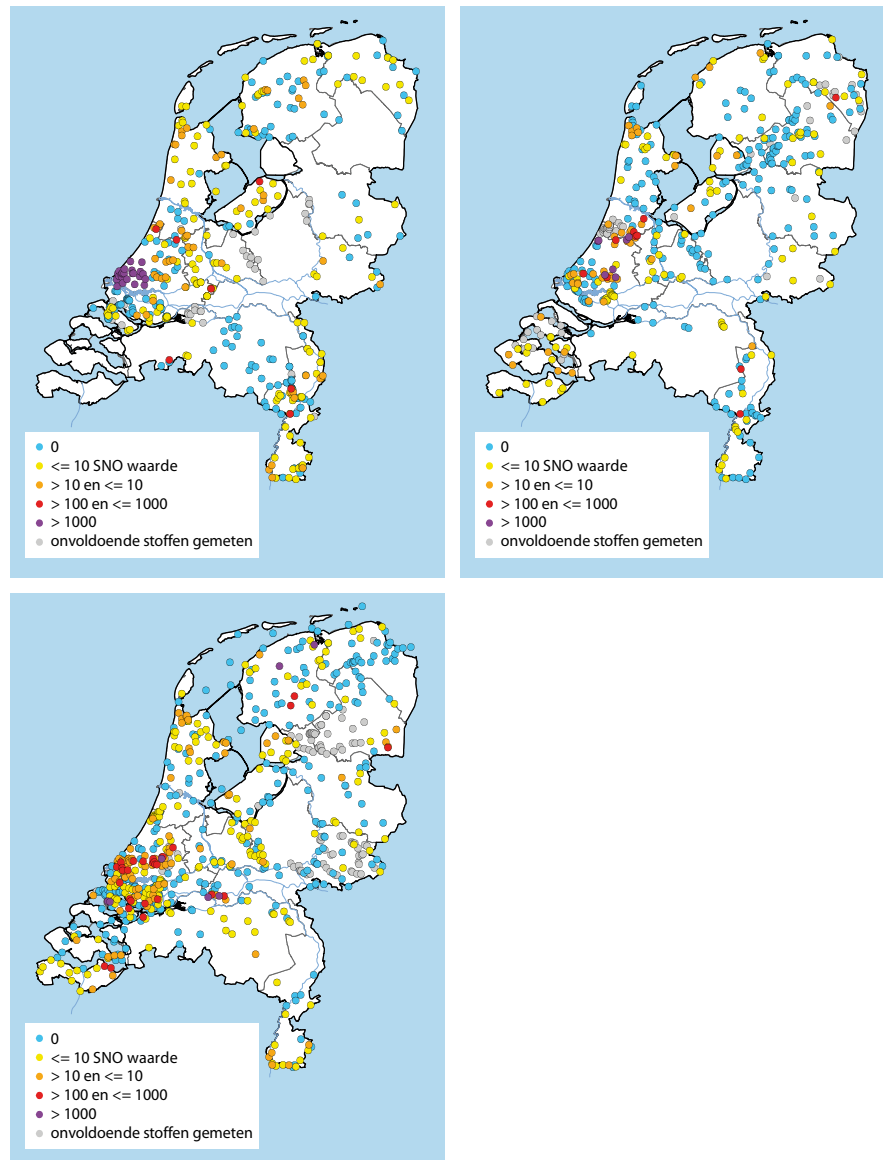 0
<= 10 SNO waarde
> 10 en <= 10
> 100 en <= 1000
> 1000
onvoldoende stoffen gemeten
0
<= 10 SNO waarde
> 10 en <= 10
> 100 en <= 1000
> 1000
onvoldoende stoffen gemeten
0
<= 10 SNO waarde
> 10 en <= 10
> 100 en <= 1000
> 1000
onvoldoende stoffen gemeten